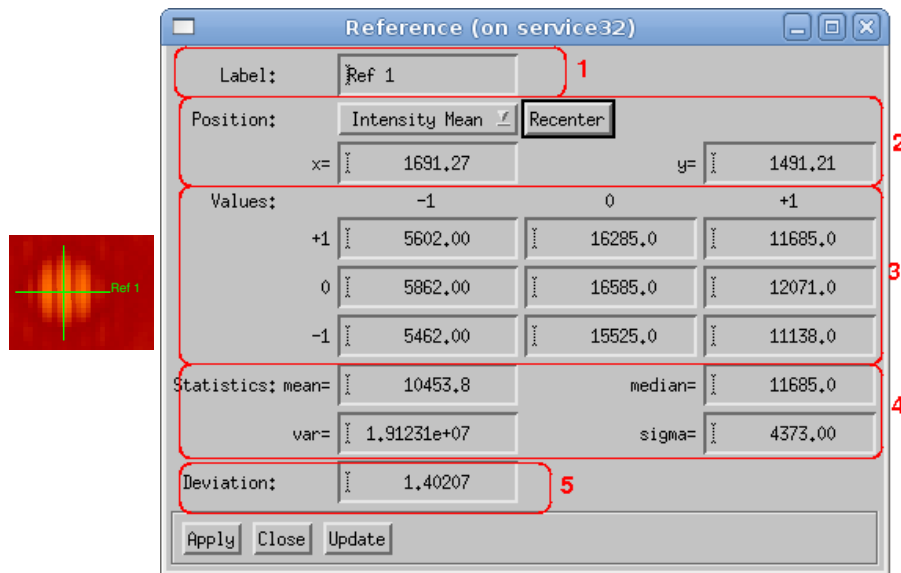 Reference (on service32)
Label: Ref 1 1
Position: Intensity Mean Recenter 2
x= 1691.27 y= 1491.21
Values: -1 0 +1
+1 5602.00 16285.0 11685.0
0 5862.00 16585.0 12071.0 3
Ref 1
-1 5462.00 15525.0 11138.0
Statistics: mean= 10453.8 median= 11685.0 4
var= 1.91231e+07 sigma= 4373.00
Deviation: 1.40207 5
Apply Close Update